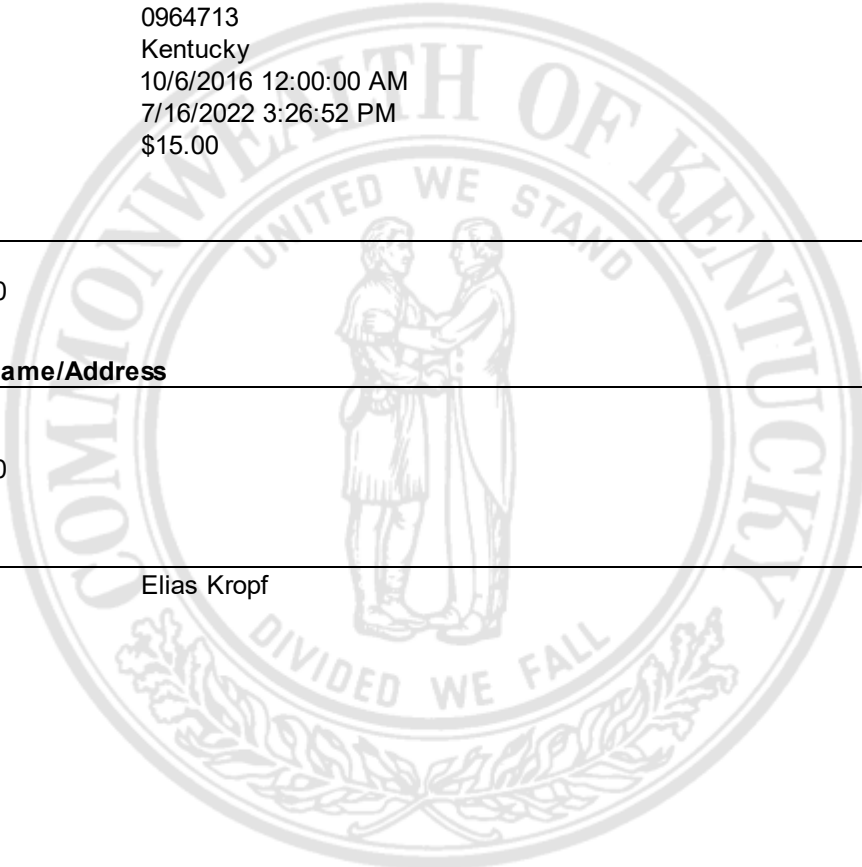 0964713
Kentucky
10/6/2016 12:00:00 AM
7/16/2022 3:26:52 PM
$15.00
COMMONWEALTH OF KENTUCKY
UNITED WE STAND
0
ame/Address
0
Elias Kropf
DIVIDED WE FALL